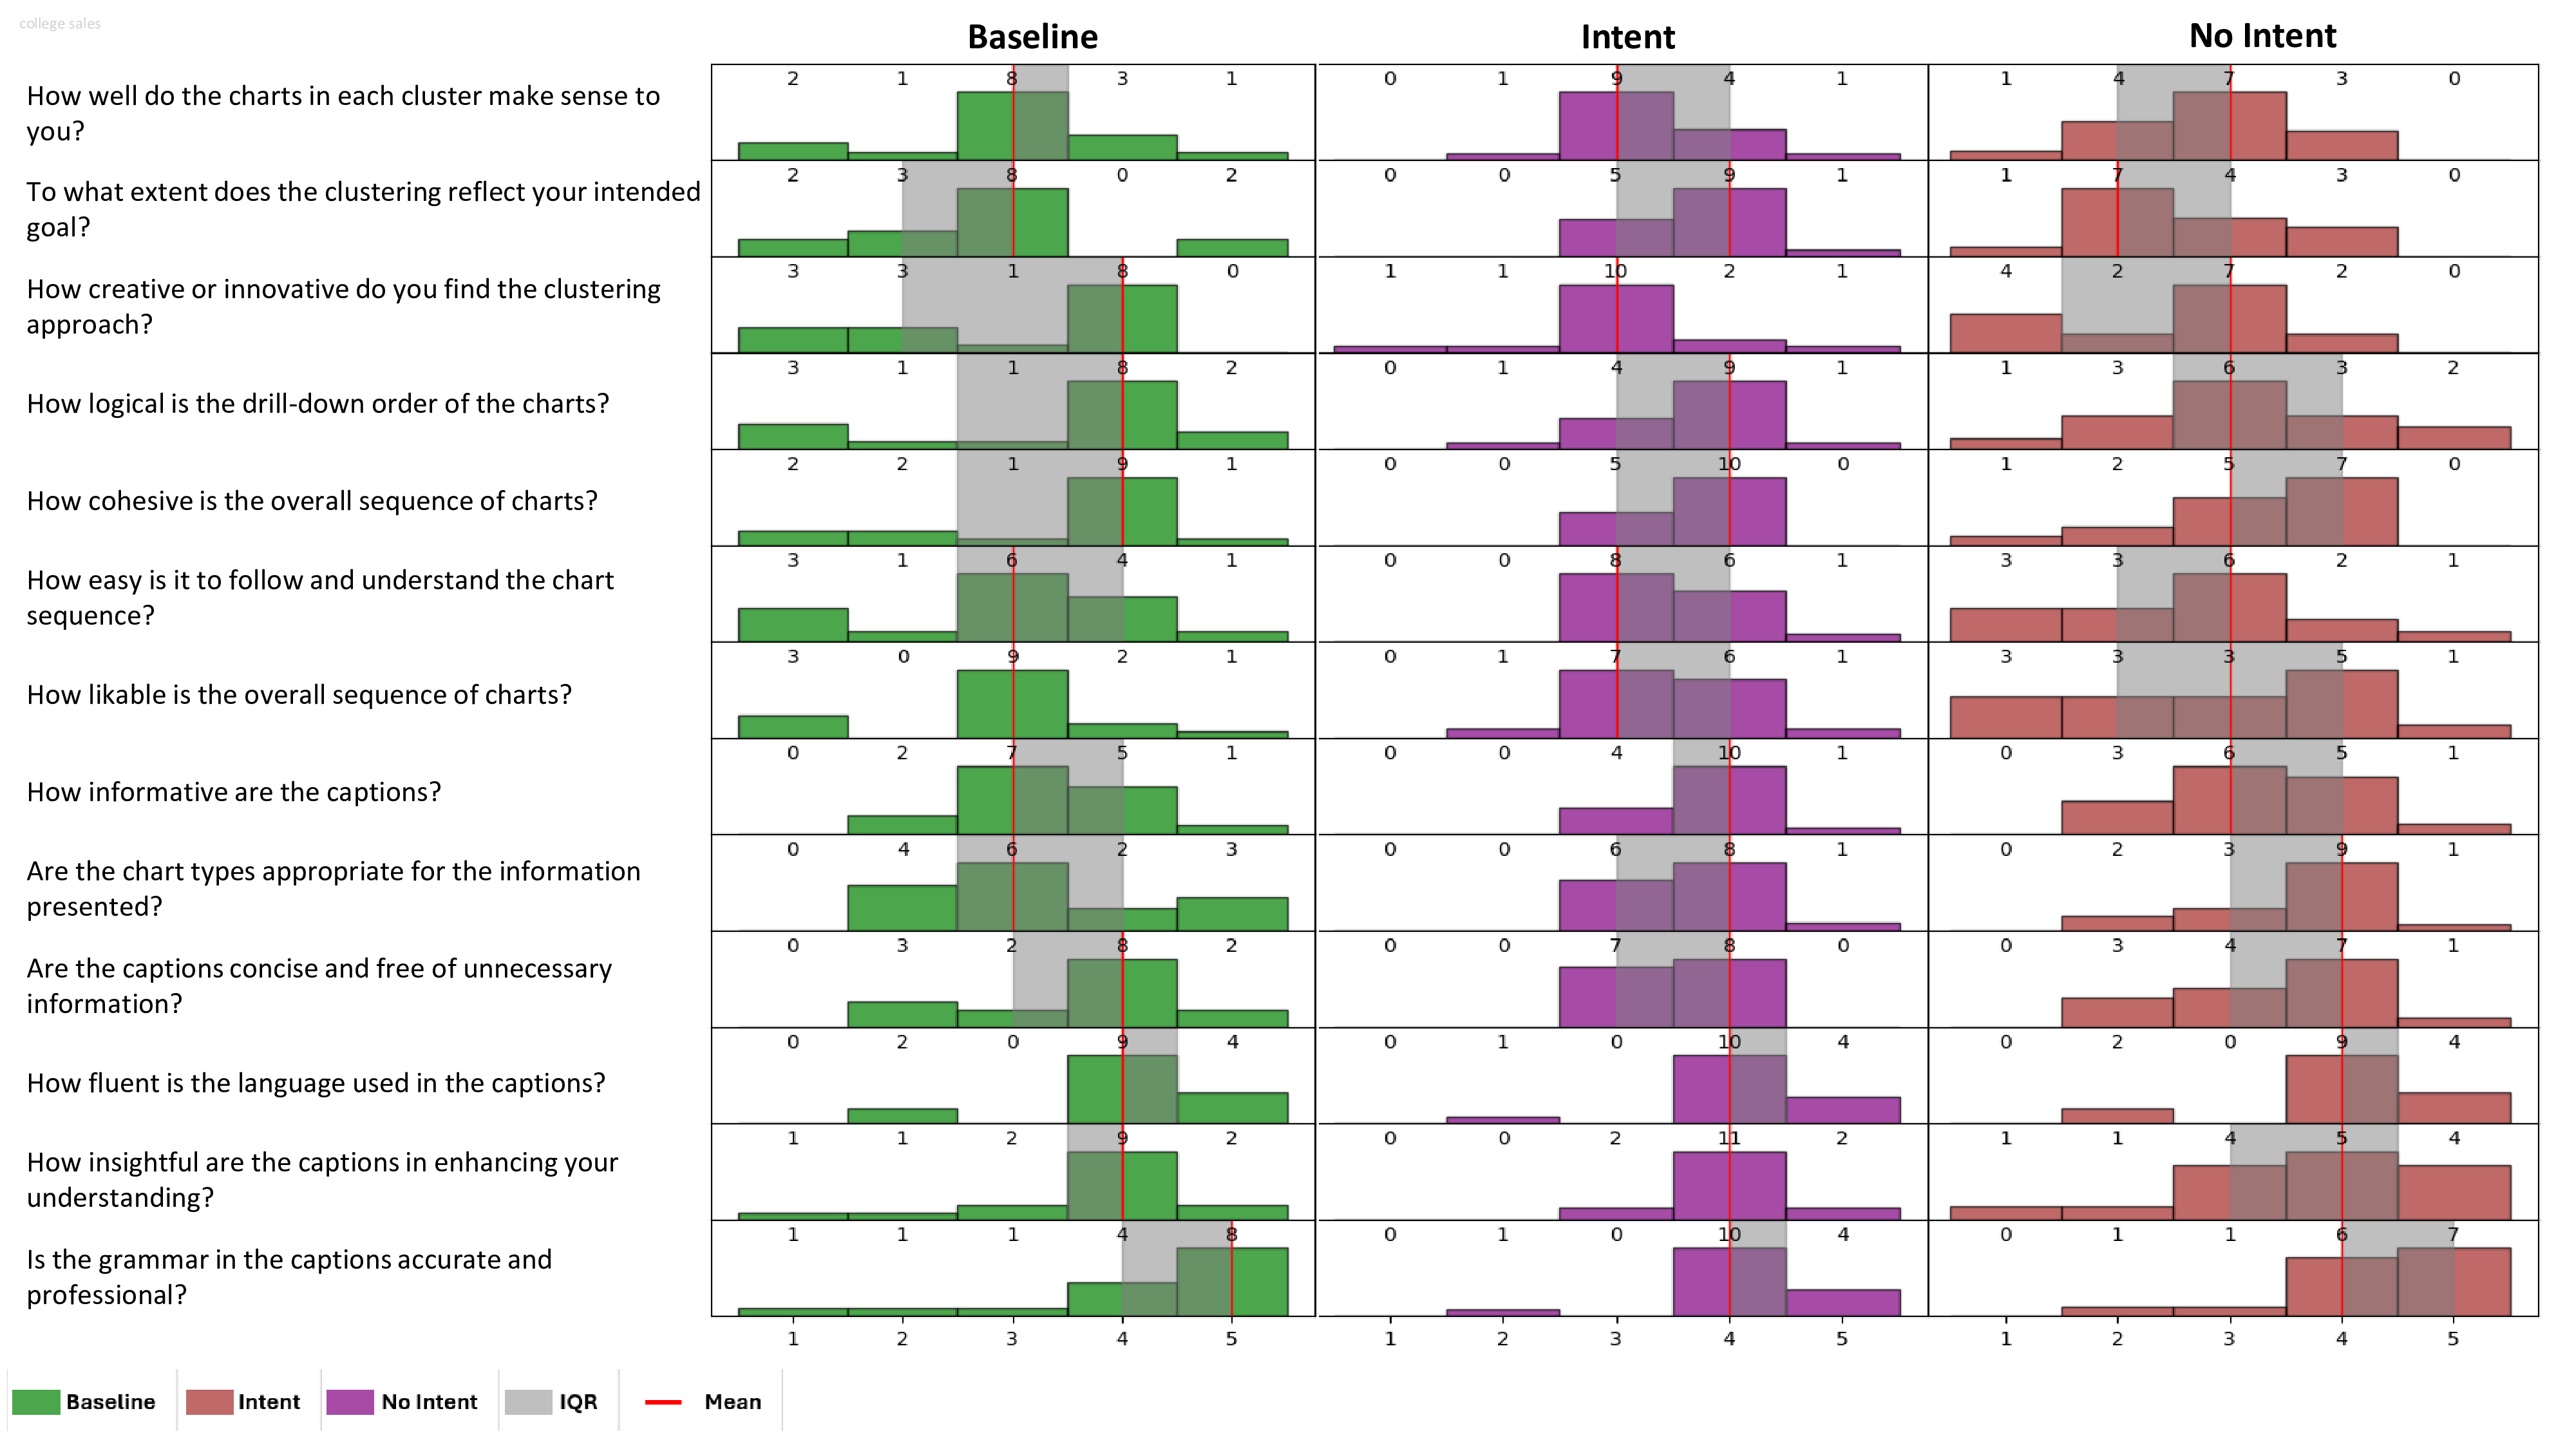 college sales
Baseline Intent No Intent
How well do the charts in each cluster make sense to
you?
2 1 8 3 1 0 1 9 4 1 1 4 7 3 0
To what extent does the clustering reflect your intended
goal?
2 3 8 0 2 0 0 5 9 1 1 7 4 3 0
How creative or innovative do you find the clustering
approach?
3 3 1 8 0 1 1 10 2 1 4 2 7 2 0
How logical is the drill-down order of the charts?
3 1 1 8 2 0 1 4 9 1 1 3 6 3 2
How cohesive is the overall sequence of charts?
2 2 1 9 1 0 0 5 10 0 1 2 5 7 0
How easy is it to follow and understand the chart
sequence?
3 1 6 4 1 0 0 8 6 1 3 3 6 2 1
How likable is the overall sequence of charts?
3 0 9 2 1 0 1 7 6 1 3 3 3 5 1
How informative are the captions?
0 2 7 5 1 0 0 4 10 1 0 3 6 5 1
Are the chart types appropriate for the information
presented?
0 4 6 2 3 0 0 6 8 1 0 2 3 9 1
Are the captions concise and free of unnecessary
information?
0 3 2 8 2 0 0 7 8 0 0 3 4 7 1
How fluent is the language used in the captions?
0 2 0 9 4 0 1 0 10 4 0 2 0 9 4
How insightful are the captions in enhancing your
understanding?
1 1 2 9 2 0 0 2 11 2 1 1 4 5 4
Is the grammar in the captions accurate and
professional?
1 1 1 4 8 0 1 0 10 4 0 1 1 6 7
1 2 3 4 5 1 2 3 4 5 1 2 3 4 5
Baseline Intent No Intent IQR Mean